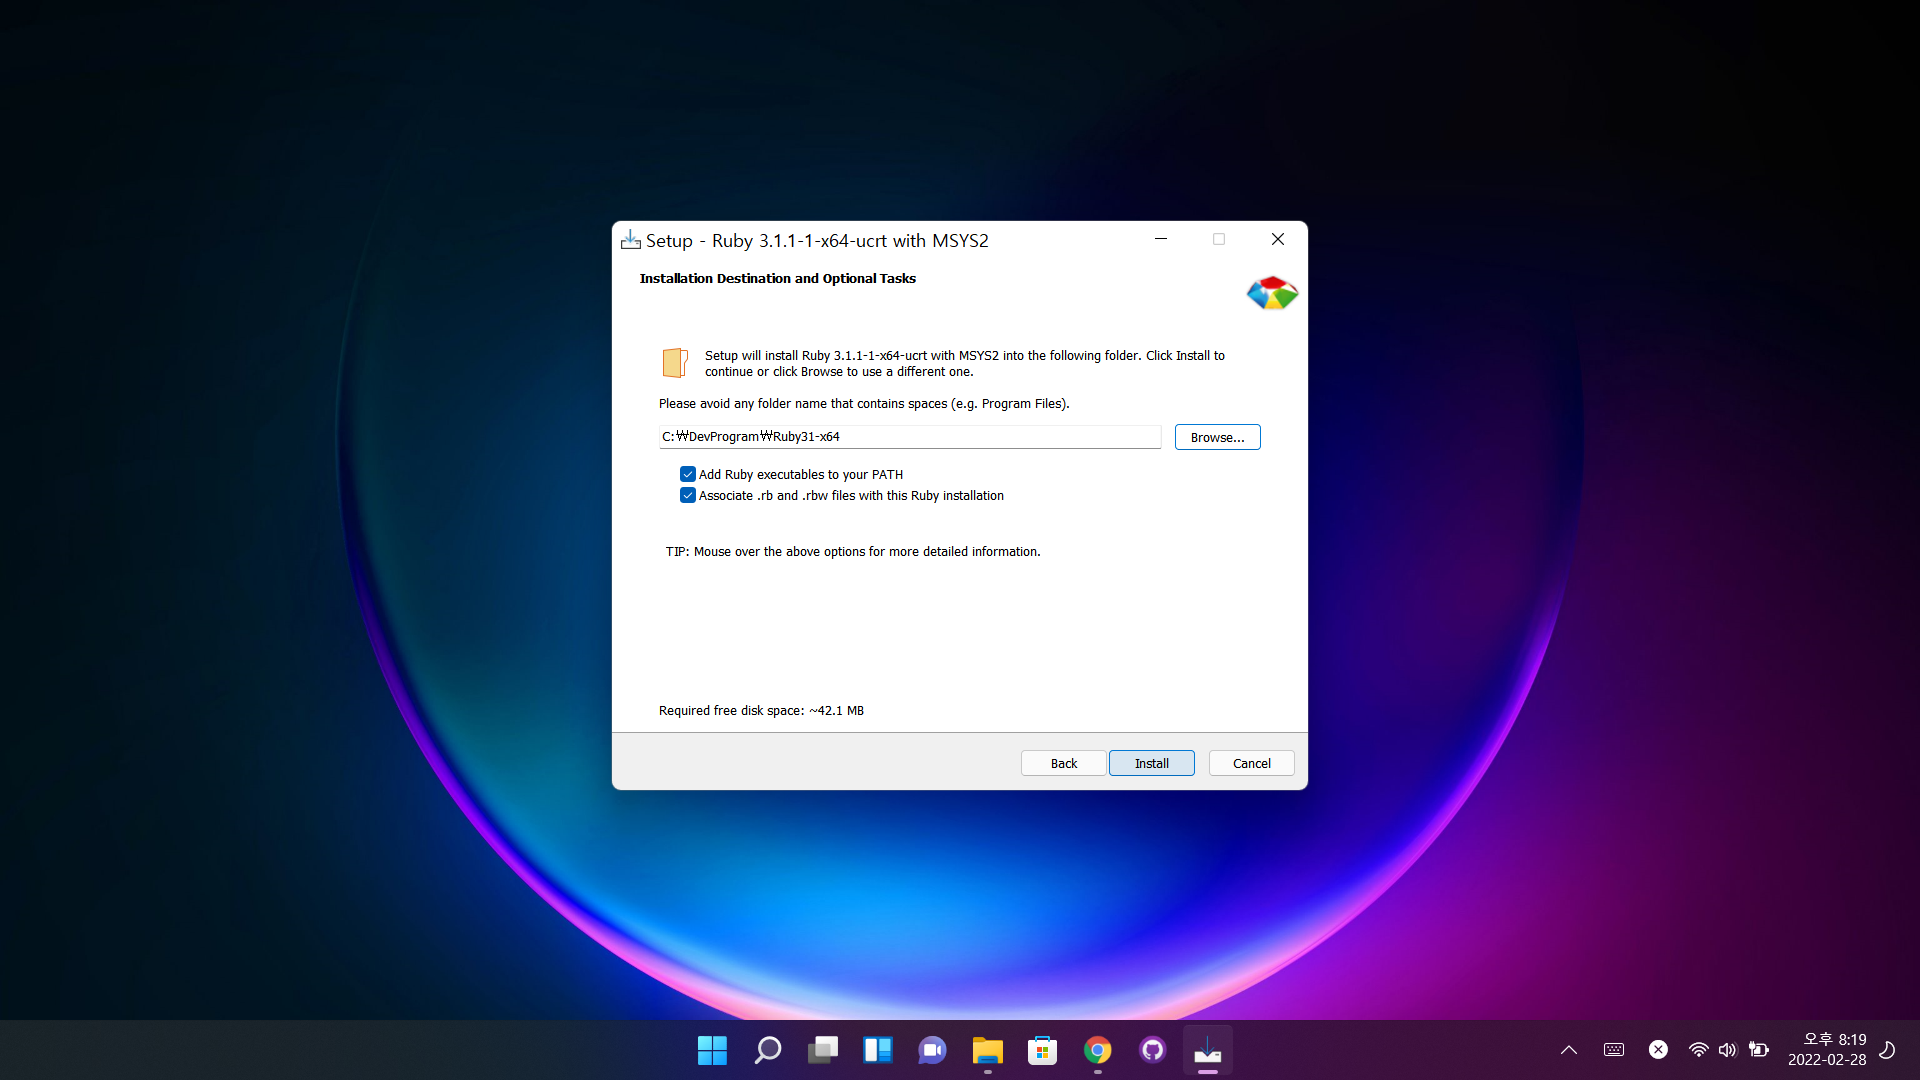 Setup - Ruby 3.1.1-1-x64-ucrt with MSYS2
Installation Destination and Optional Tasks
Setup will install Ruby 3.1.1-1-x64-ucrt with MSYS2 into the following folder. Click Install to
continue or click Browse to use a different one.
Please avoid any folder name that contains spaces (e.g. Program Files).
C:₩DevProgram₩Ruby31-x64
Browse...
Add Ruby executables to your PATH
Associate .rb and .rbw files with this Ruby installation
TIP: Mouse over the above options for more detailed information.
Required free disk space: ~42.1 MB
Back Install Cancel
오후 8:19
2022-02-28